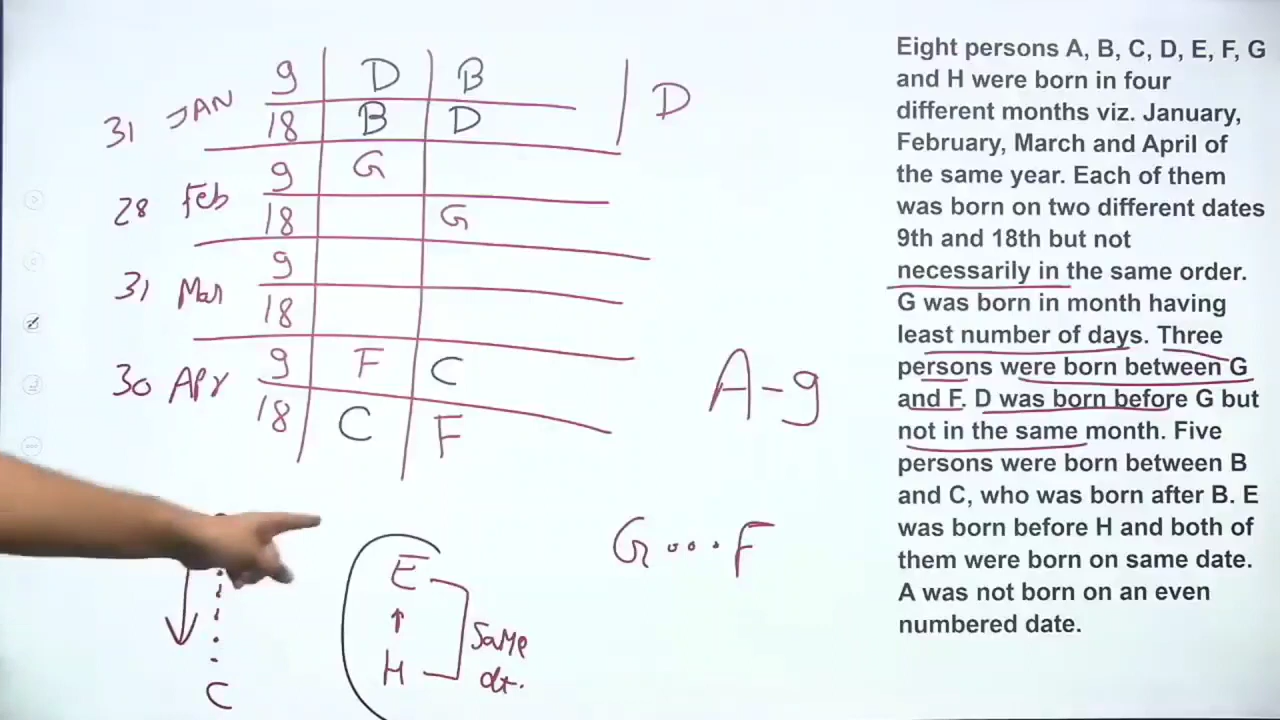 9 D B
31 JAN D
18 B D
9 G
28 Feb
18 G
9
31 Mar
18
9 F C
30 Apr
18 C F
A-9
G...F
E
Same
dt.
H
C
Eight persons A, B, C, D, E, F, G
and H were born in four
different months viz. January,
February, March and April of
the same year. Each of them
was born on two different dates
9th and 18th but not
necessarily in the same order.
G was born in month having
least number of days. Three
persons were born between G
and F. D was born before G but
not in the same month. Five
persons were born between B
and C, who was born after B. E
was born before H and both of
them were born on same date.
A was not born on an even
numbered date.